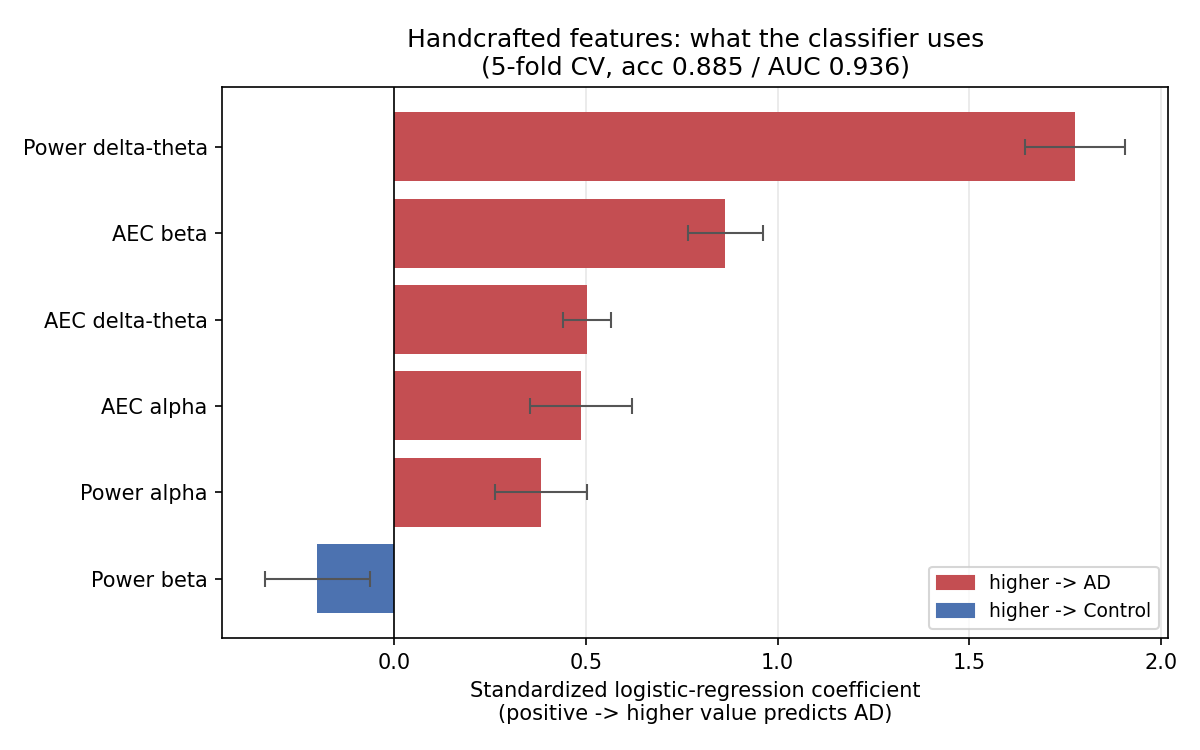 Handcrafted features: what the classifier uses
(5-fold CV, acc 0.885 / AUC 0.936)
Power delta-theta
AEC beta
AEC delta-theta
AEC alpha
Power alpha
Power beta
higher -> AD
higher -> Control
0.0 0.5 1.0 1.5 2.0
Standardized logistic-regression coefficient
(positive -> higher value predicts AD)